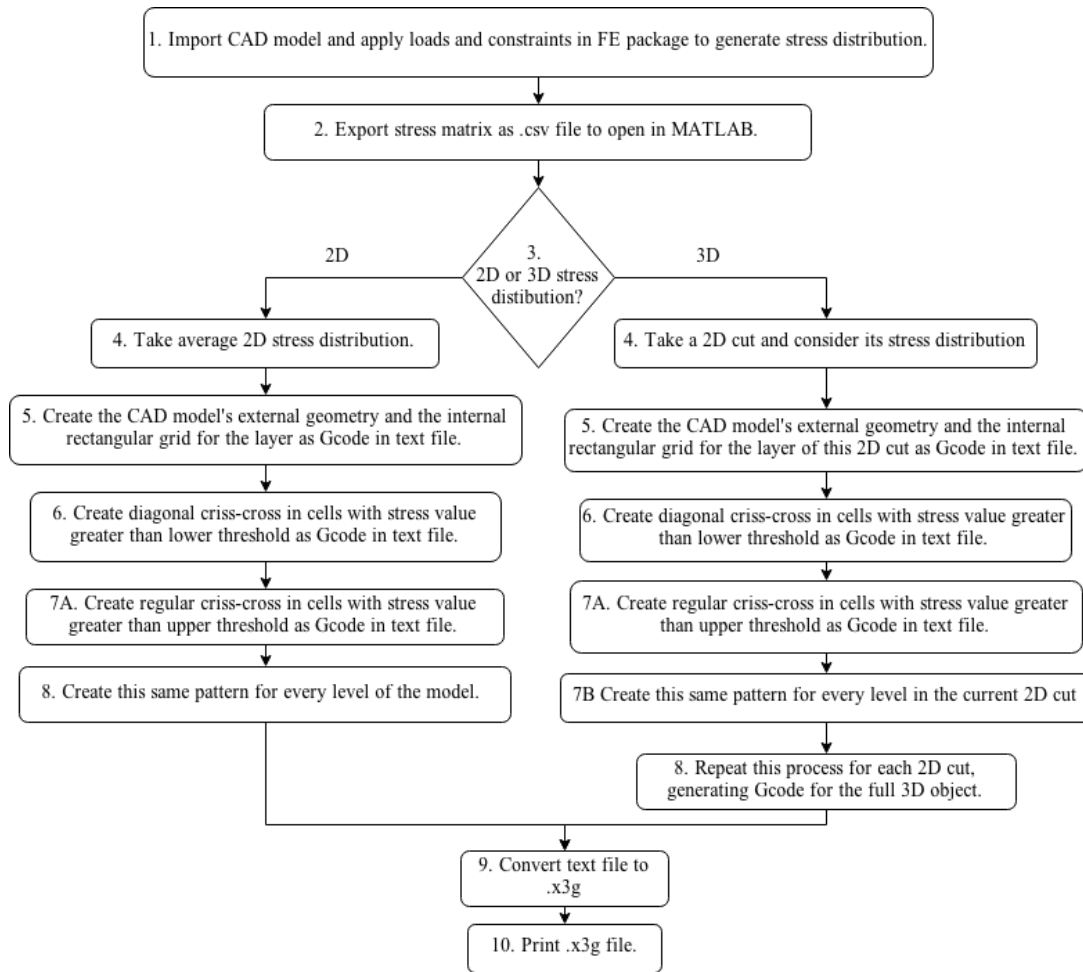 1. Import CAD model and apply loads and constraints in FE package to generate stress distribution.
2. Export stress matrix as .csv file to open in MATLAB.
3.
2D or 3D stress
distibution?
2D
3D
4. Take average 2D stress distribution.
5. Create the CAD model's external geometry and the internal
rectangular grid for the layer as Gcode in text file.
6. Create diagonal criss-cross in cells with stress value
greater than lower threshold as Gcode in text file.
7A. Create regular criss-cross in cells with stress value
greater than upper threshold as Gcode in text file.
8. Create this same pattern for every level of the model.
4. Take a 2D cut and consider its stress distribution
5. Create the CAD model's external geometry and the internal
rectangular grid for the layer of this 2D cut as Gcode in text file.
6. Create diagonal criss-cross in cells with stress value greater
than lower threshold as Gcode in text file.
7A. Create regular criss-cross in cells with stress value greater
than upper threshold as Gcode in text file.
7B Create this same pattern for every level in the current 2D cut
8. Repeat this process for each 2D cut,
generating Gcode for the full 3D object.
9. Convert text file to
.x3g
10. Print .x3g file.